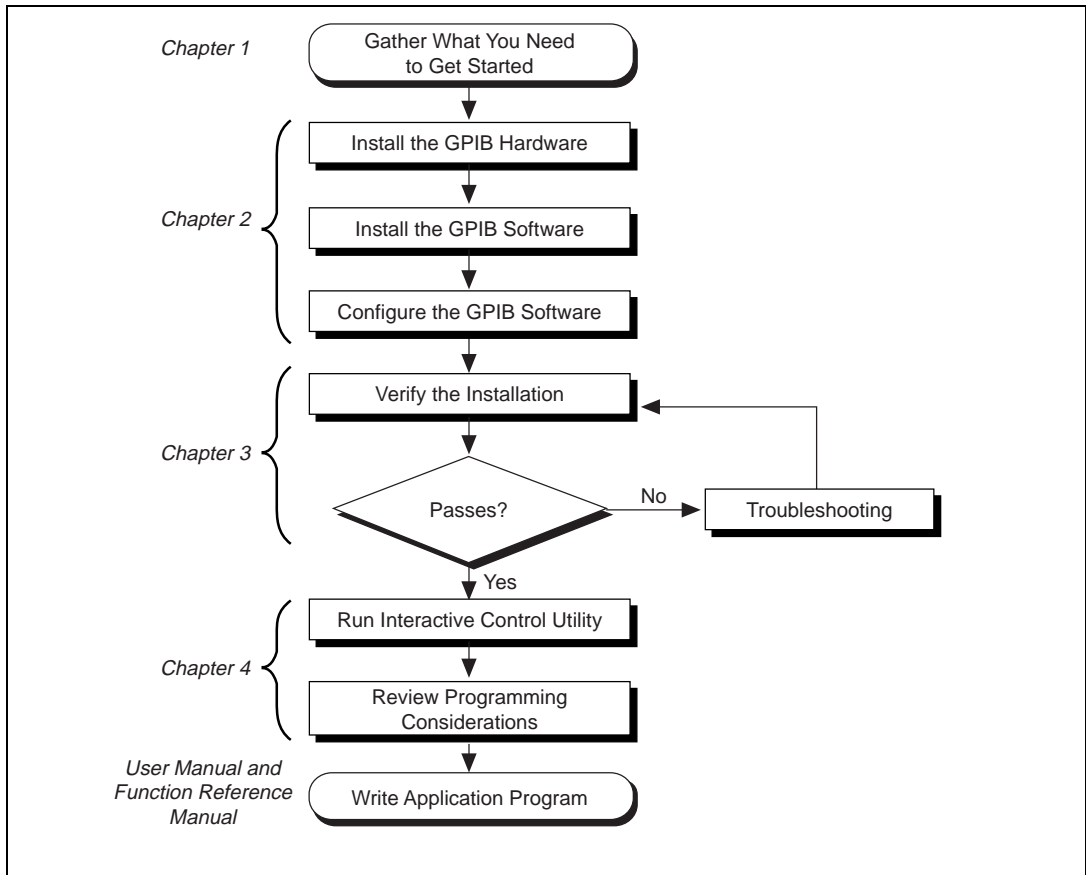 Chapter 1
Gather What You Need
to Get Started
Install the GPIB Hardware
Chapter 2
Install the GPIB Software
Configure the GPIB Software
Verify the Installation
Chapter 3
Passes?
No
Troubleshooting
Yes
Run Interactive Control Utility
Chapter 4
Review Programming
Considerations
User Manual and
Function Reference
Manual
Write Application Program